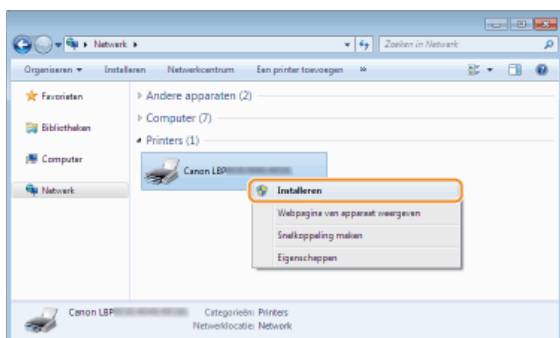 Netwerk
Zoeken in Netwerk
Organiseren Installeren Netwerkcentrum Een printer toevoegen »
Favorieten
Bibliotheken
Computer
Netwerk
Andere apparaten (2)
Computer (7)
Printers (1)
Canon LBP
Installeren
Webpagina van apparaat weergeven
Snelkoppeling maken
Eigenschappen
Canon LBP
Categorieën: Printers
Netwerklocatie: Network